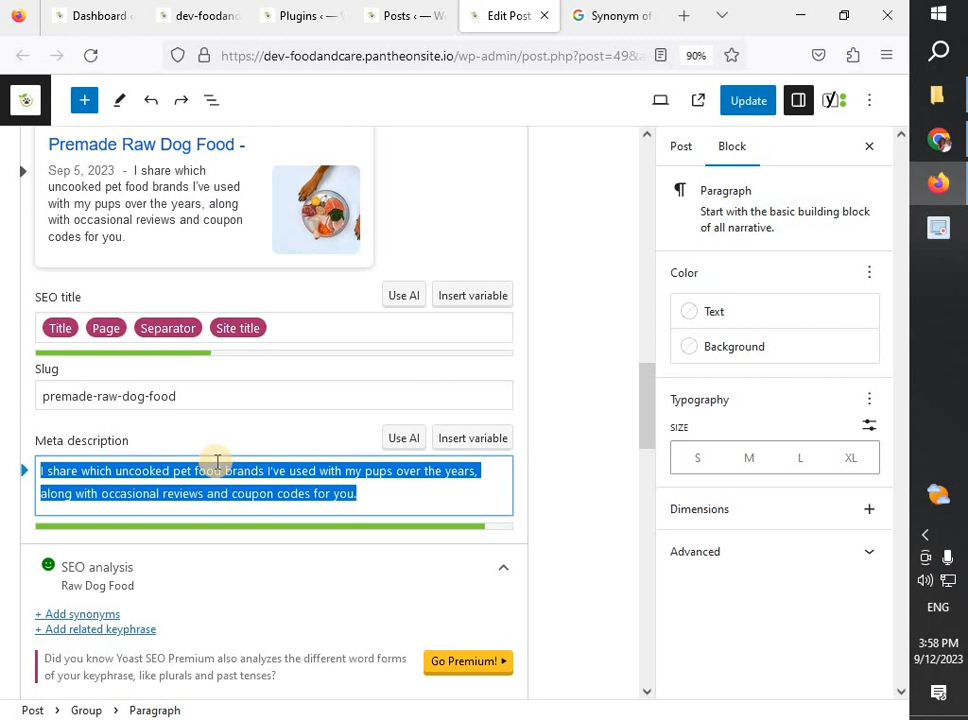 Dashboard
dev-foodand
Plugins ‹ —
Posts ‹ — W
Edit Post
Synonym of
https://dev-foodandcare.pantheonsite.io/wp-admin/post.php?post=49&
90%
Update
Premade Raw Dog Food -
Sep 5, 2023 - I share which
uncooked pet food brands I've used
with my pups over the years, along
with occasional reviews and coupon
codes for you.
SEO title
Use AI
Insert variable
Title
Page
Separator
Site title
Slug
premade-raw-dog-food
Meta description
Use AI
Insert variable
I share which uncooked pet food brands I've used with my pups over the years,
along with occasional reviews and coupon codes for you.
SEO analysis
Raw Dog Food
+ Add synonyms
+ Add related keyphrase
Did you know Yoast SEO Premium also analyzes the different word forms
of your keyphrase, like plurals and past tenses?
Go Premium!
Post › Group › Paragraph
Post
Block
Paragraph
Start with the basic building block
of all narrative.
Color
Text
Background
Typography
SIZE
S
M
L
XL
Dimensions
Advanced
ENG
3:58 PM
9/12/2023